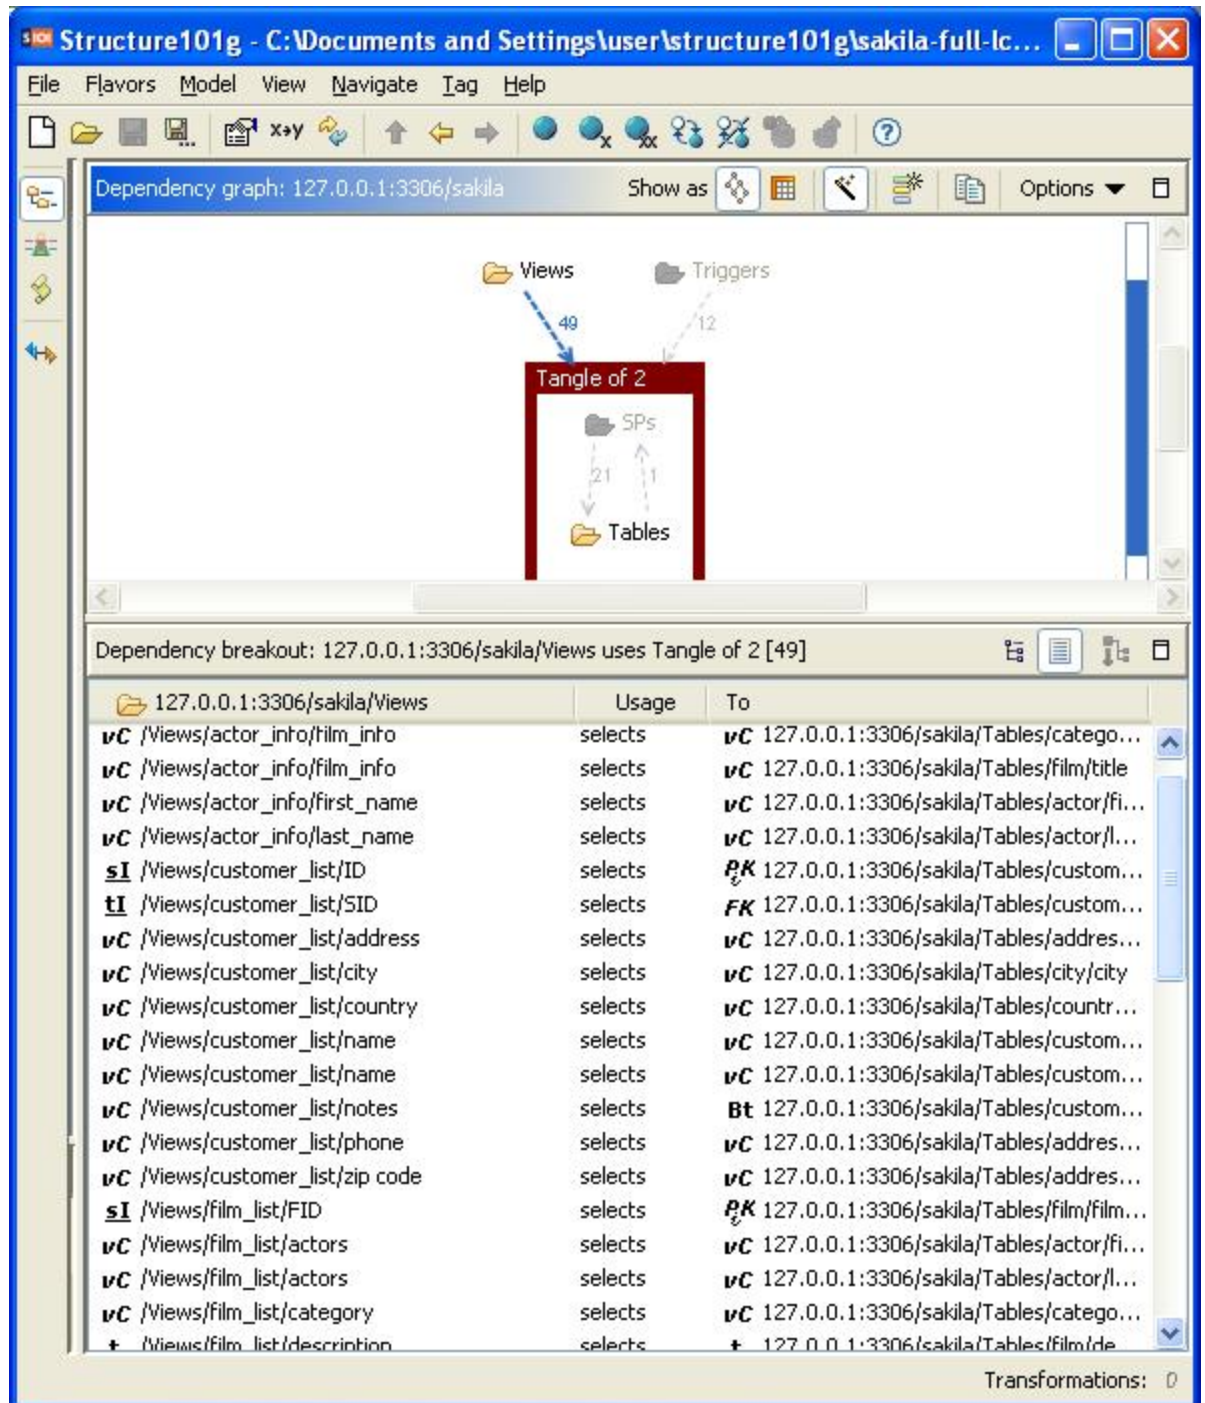 S101 Structure101g - C:\Documents and Settings\user\structure101g\sakila-full-lc...
File Flavors Model View Navigate Tag Help
x→y x xx ?
Dependency graph: 127.0.0.1:3306/sakila Show as Options
Views Triggers
49 12
Tangle of 2
SPs
21 1
Tables
Dependency breakout: 127.0.0.1:3306/sakila/Views uses Tangle of 2 [49]
127.0.0.1:3306/sakila/Views Usage To
vC /Views/actor_info/film_info selects vC 127.0.0.1:3306/sakila/Tables/catego...
vC /Views/actor_info/film_info selects vC 127.0.0.1:3306/sakila/Tables/film/title
vC /Views/actor_info/first_name selects vC 127.0.0.1:3306/sakila/Tables/actor/fi...
vC /Views/actor_info/last_name selects vC 127.0.0.1:3306/sakila/Tables/actor/l...
sI /Views/customer_list/ID selects PK 127.0.0.1:3306/sakila/Tables/custom...
tI /Views/customer_list/SID selects FK 127.0.0.1:3306/sakila/Tables/custom...
vC /Views/customer_list/address selects vC 127.0.0.1:3306/sakila/Tables/addres...
vC /Views/customer_list/city selects vC 127.0.0.1:3306/sakila/Tables/city/city
vC /Views/customer_list/country selects vC 127.0.0.1:3306/sakila/Tables/countr...
vC /Views/customer_list/name selects vC 127.0.0.1:3306/sakila/Tables/custom...
vC /Views/customer_list/name selects vC 127.0.0.1:3306/sakila/Tables/custom...
vC /Views/customer_list/notes selects Bt 127.0.0.1:3306/sakila/Tables/custom...
vC /Views/customer_list/phone selects vC 127.0.0.1:3306/sakila/Tables/addres...
vC /Views/customer_list/zip code selects vC 127.0.0.1:3306/sakila/Tables/addres...
sI /Views/film_list/FID selects PK 127.0.0.1:3306/sakila/Tables/film/film...
vC /Views/film_list/actors selects vC 127.0.0.1:3306/sakila/Tables/actor/fi...
vC /Views/film_list/actors selects vC 127.0.0.1:3306/sakila/Tables/actor/l...
vC /Views/film_list/category selects vC 127.0.0.1:3306/sakila/Tables/catego...
t /Views/film_list/description selects t 127.0.0.1:3306/sakila/Tables/film/de
Transformations: 0